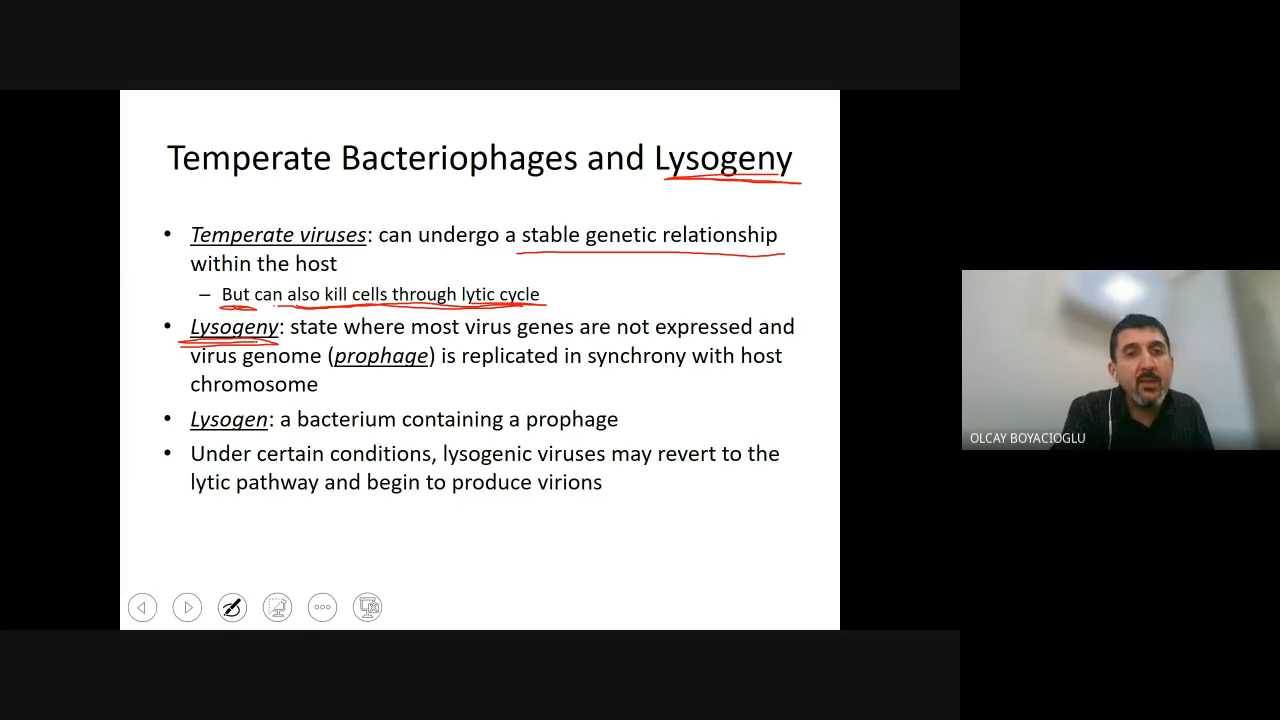 Temperate Bacteriophages and Lysogeny
• Temperate viruses: can undergo a stable genetic relationship
within the host
– But can also kill cells through lytic cycle
• Lysogeny: state where most virus genes are not expressed and
virus genome (prophage) is replicated in synchrony with host
chromosome
• Lysogen: a bacterium containing a prophage
• Under certain conditions, lysogenic viruses may revert to the
lytic pathway and begin to produce virions
OLCAY BOYACIOGLU